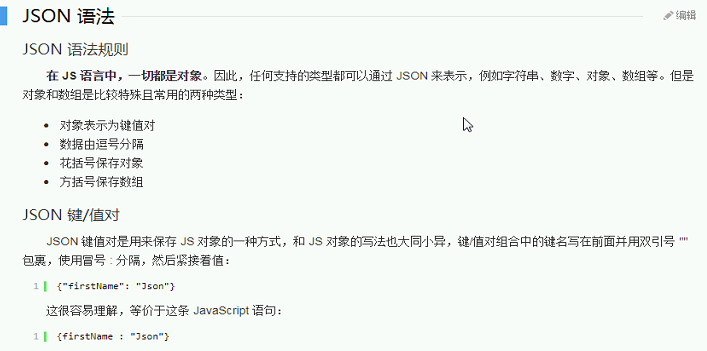 JSON 语法
编辑
JSON 语法规则
在 JS 语言中，一切都是对象。因此，任何支持的类型都可以通过 JSON 来表示，例如字符串、数字、对象、数组等。但是
对象和数组是比较特殊且常用的两种类型：
对象表示为键值对
数据由逗号分隔
花括号保存对象
方括号保存数组
JSON 键/值对
JSON 键值对是用来保存 JS 对象的一种方式，和 JS 对象的写法也大同小异，键/值对组合中的键名写在前面并用双引号 ""
包裹，使用冒号 : 分隔，然后紧接着值：
1 {"firstName": "Json"}
这很容易理解，等价于这条 JavaScript 语句：
1 {firstName : "Json"}